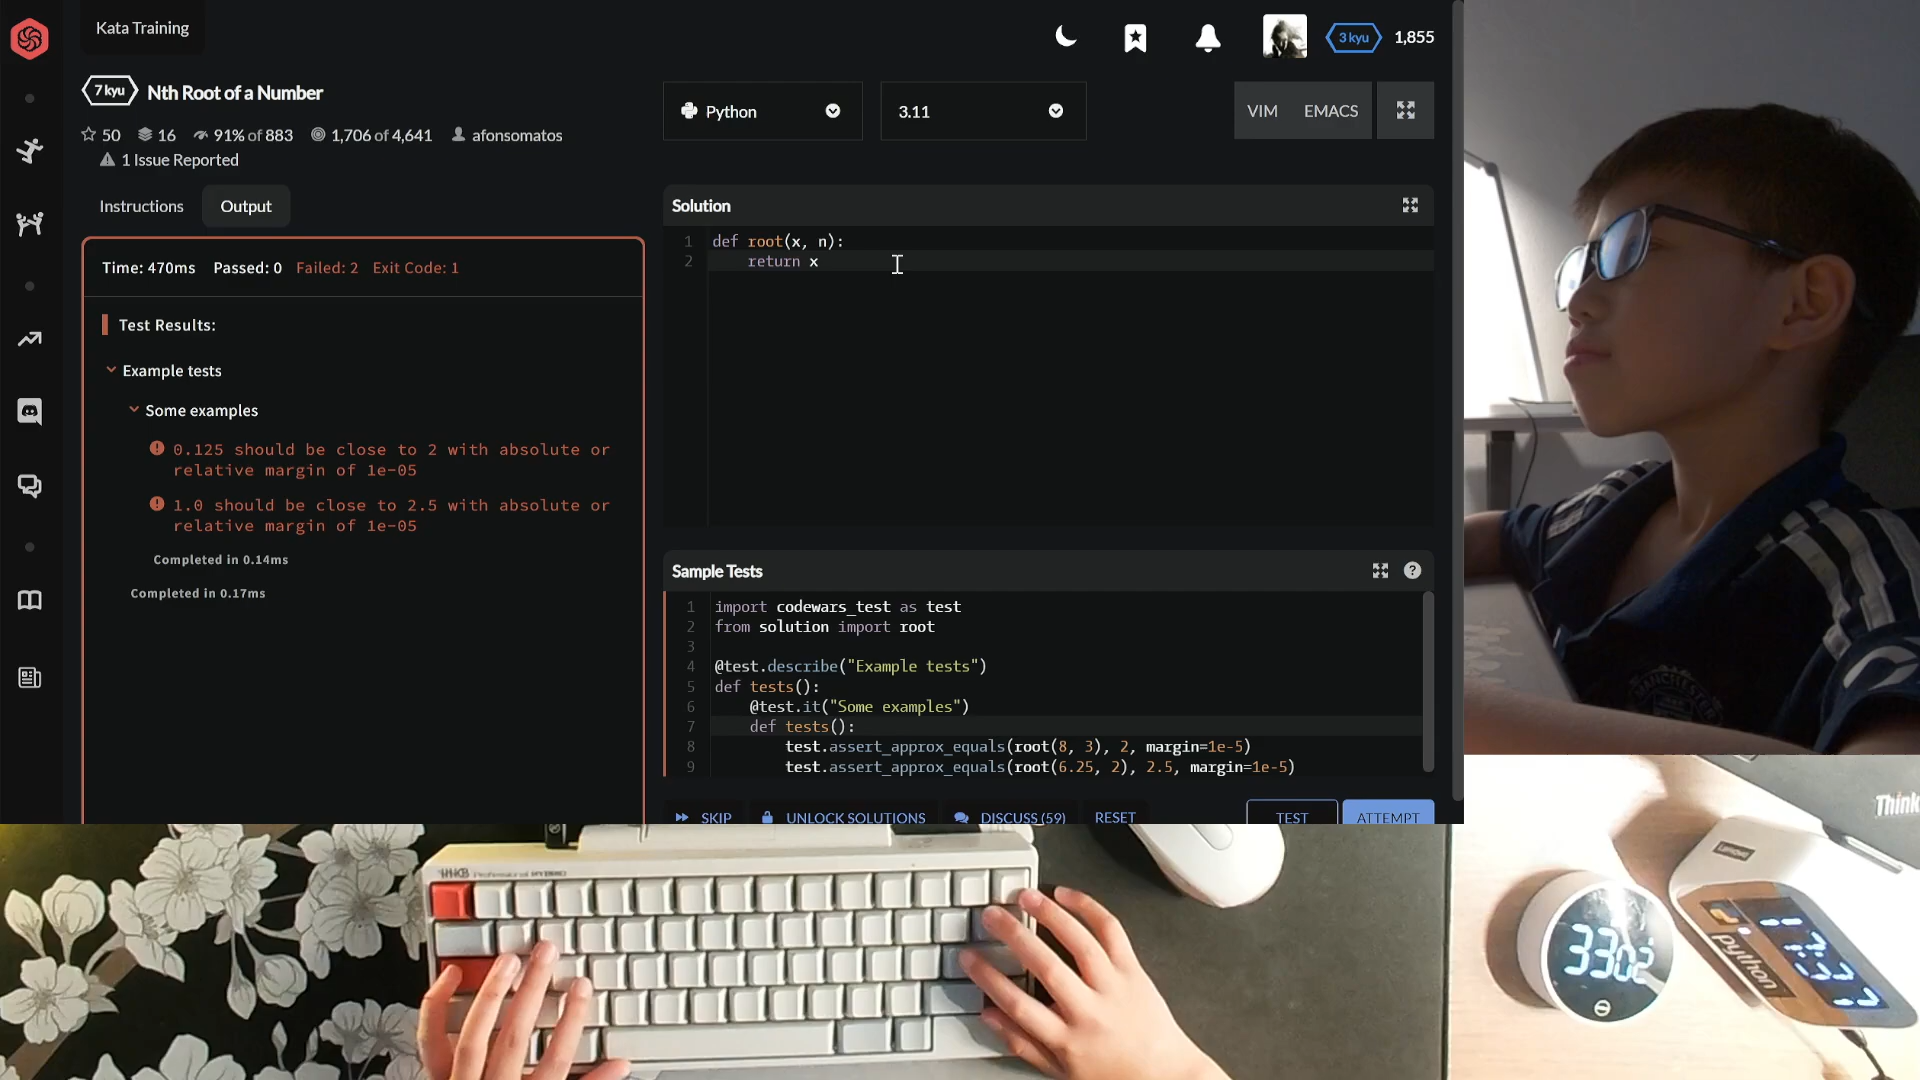 Kata Training
3 kyu
1,855
7 kyu
Nth Root of a Number
50
16
91% of 883
1,706 of 4,641
afonsomatos
1 Issue Reported
Instructions
Output
Time: 470ms
Passed: 0
Failed: 2
Exit Code: 1
Test Results:
Example tests
Some examples
0.125 should be close to 2 with absolute or
relative margin of 1e-05
1.0 should be close to 2.5 with absolute or
relative margin of 1e-05
Completed in 0.14ms
Completed in 0.17ms
Python
3.11
VIM
EMACS
Solution
1 def root(x, n):
2 return x
Sample Tests
?
1 import codewars_test as test
2 from solution import root
3
4 @test.describe("Example tests")
5 def tests():
6 @test.it("Some examples")
7 def tests():
8 test.assert_approx_equals(root(8, 3), 2, margin=1e-5)
9 test.assert_approx_equals(root(6.25, 2), 2.5, margin=1e-5)
SKIP
UNLOCK SOLUTIONS
DISCUSS (59)
RESET
TEST
ATTEMPT
HHKB Professional HYBRID
Think
Lenovo
python
3302